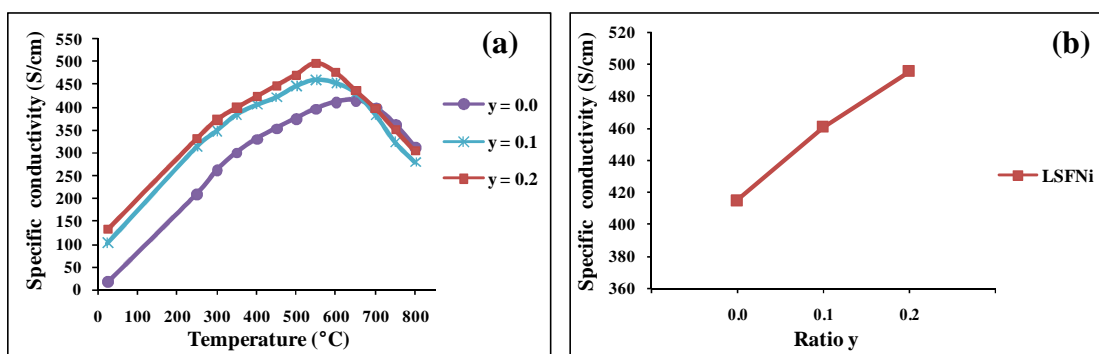 (a)
Specific conductivity (S/cm)
550
500
450
400
350
300
250
200
150
100
50
0
0 100 200 300 400 500 600 700 800
Temperature (°C)
y = 0.0
y = 0.1
y = 0.2
(b)
Specific conductivity (S/cm)
520
500
480
460
440
420
400
380
360
0.0 0.1 0.2
Ratio y
LSFNi